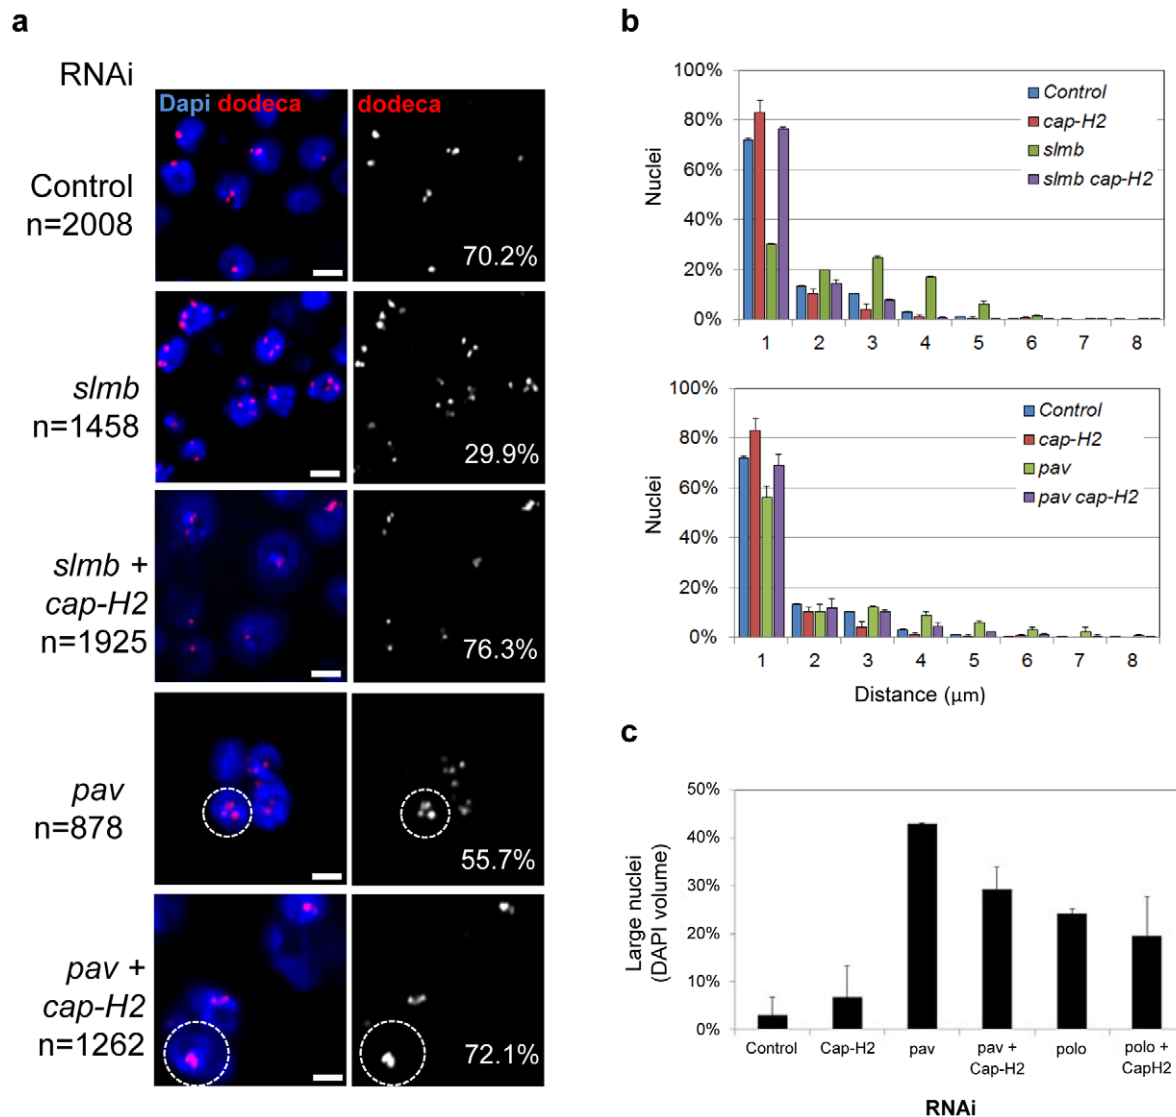 a
RNAi
Dapi dodeca
dodeca
Control
n=2008
70.2%
slmb
n=1458
29.9%
slmb +
cap-H2
n=1925
76.3%
pav
n=878
55.7%
pav +
cap-H2
n=1262
72.1%
b
100%
80%
60%
40%
20%
0%
Nuclei
Control
cap-H2
slmb
slmb cap-H2
1 2 3 4 5 6 7 8
100%
80%
60%
40%
20%
0%
Nuclei
Control
cap-H2
pav
pav cap-H2
1 2 3 4 5 6 7 8
Distance (µm)
c
50%
40%
30%
20%
10%
0%
Large nuclei
(DAPI volume)
Control Cap-H2 pav pav + polo polo +
Cap-H2 CapH2
RNAi